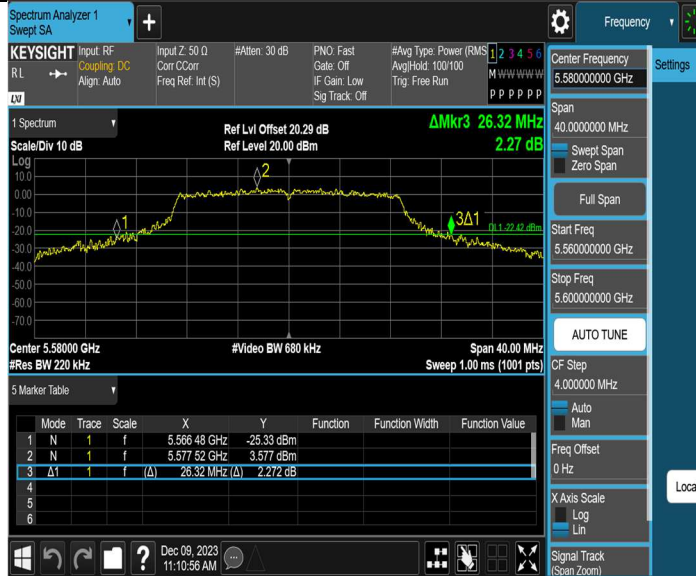 Spectrum Analyzer 1
Swept SA
Frequency
KEYSIGHT
RL
LXI
Input: RF
Coupling: DC
Align: Auto
Input Z: 50 Ω
Corr CCorr
Freq Ref: Int (S)
#Atten: 30 dB
PNO: Fast
Gate: Off
IF Gain: Low
Sig Track: Off
#Avg Type: Power (RMS
Avg|Hold: 100/100
Trig: Free Run
1 2 3 4 5 6
M W W W W W
P P P P P P
1 Spectrum
Scale/Div 10 dB
Ref Lvl Offset 20.29 dB
Ref Level 20.00 dBm
ΔMkr3 26.32 MHz
2.27 dB
Log
10.0
0.00
-10.0
-20.0
-30.0
-40.0
-50.0
-60.0
-70.0
2
1
3Δ1
DL1 -22.42 dBm
Center 5.58000 GHz
#Res BW 220 kHz
#Video BW 680 kHz
Span 40.00 MHz
Sweep 1.00 ms (1001 pts)
5 Marker Table
Mode Trace Scale X Y Function Function Width Function Value
1 N 1 f 5.566 48 GHz -25.33 dBm
2 N 1 f 5.577 52 GHz 3.577 dBm
3 Δ1 1 f (Δ) 26.32 MHz (Δ) 2.272 dB
4
5
6
Dec 09, 2023
11:10:56 AM
Center Frequency
5.580000000 GHz
Span
40.0000000 MHz
Swept Span
Zero Span
Full Span
Start Freq
5.560000000 GHz
Stop Freq
5.600000000 GHz
AUTO TUNE
CF Step
4.000000 MHz
Auto
Man
Freq Offset
0 Hz
X Axis Scale
Log
Lin
Signal Track
(Span Zoom)
Settings
Loca